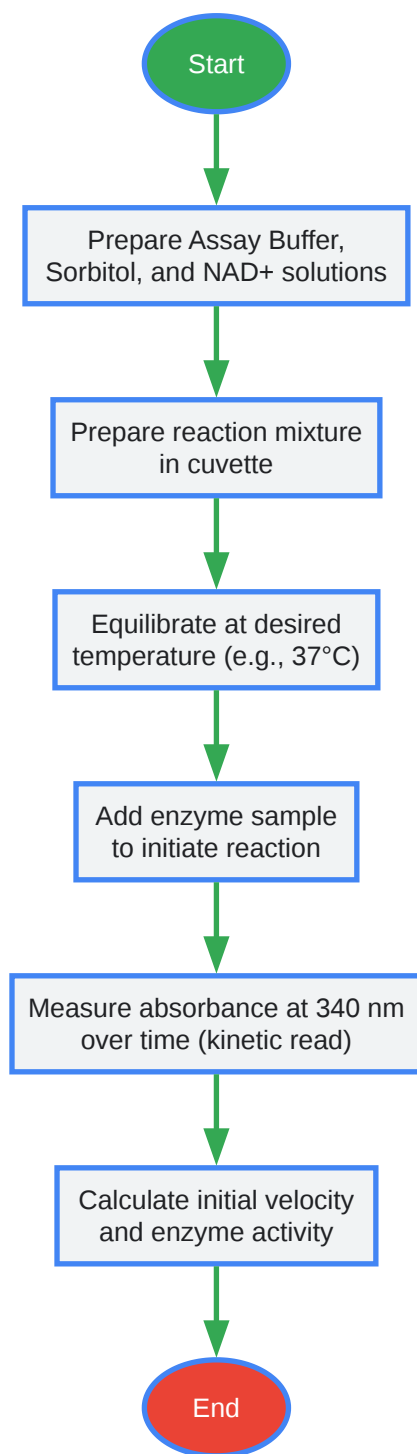 Start
Prepare Assay Buffer,
Sorbitol, and NAD+ solutions
Prepare reaction mixture
in cuvette
Equilibrate at desired
temperature (e.g., 37°C)
Add enzyme sample
to initiate reaction
Measure absorbance at 340 nm
over time (kinetic read)
Calculate initial velocity
and enzyme activity
End